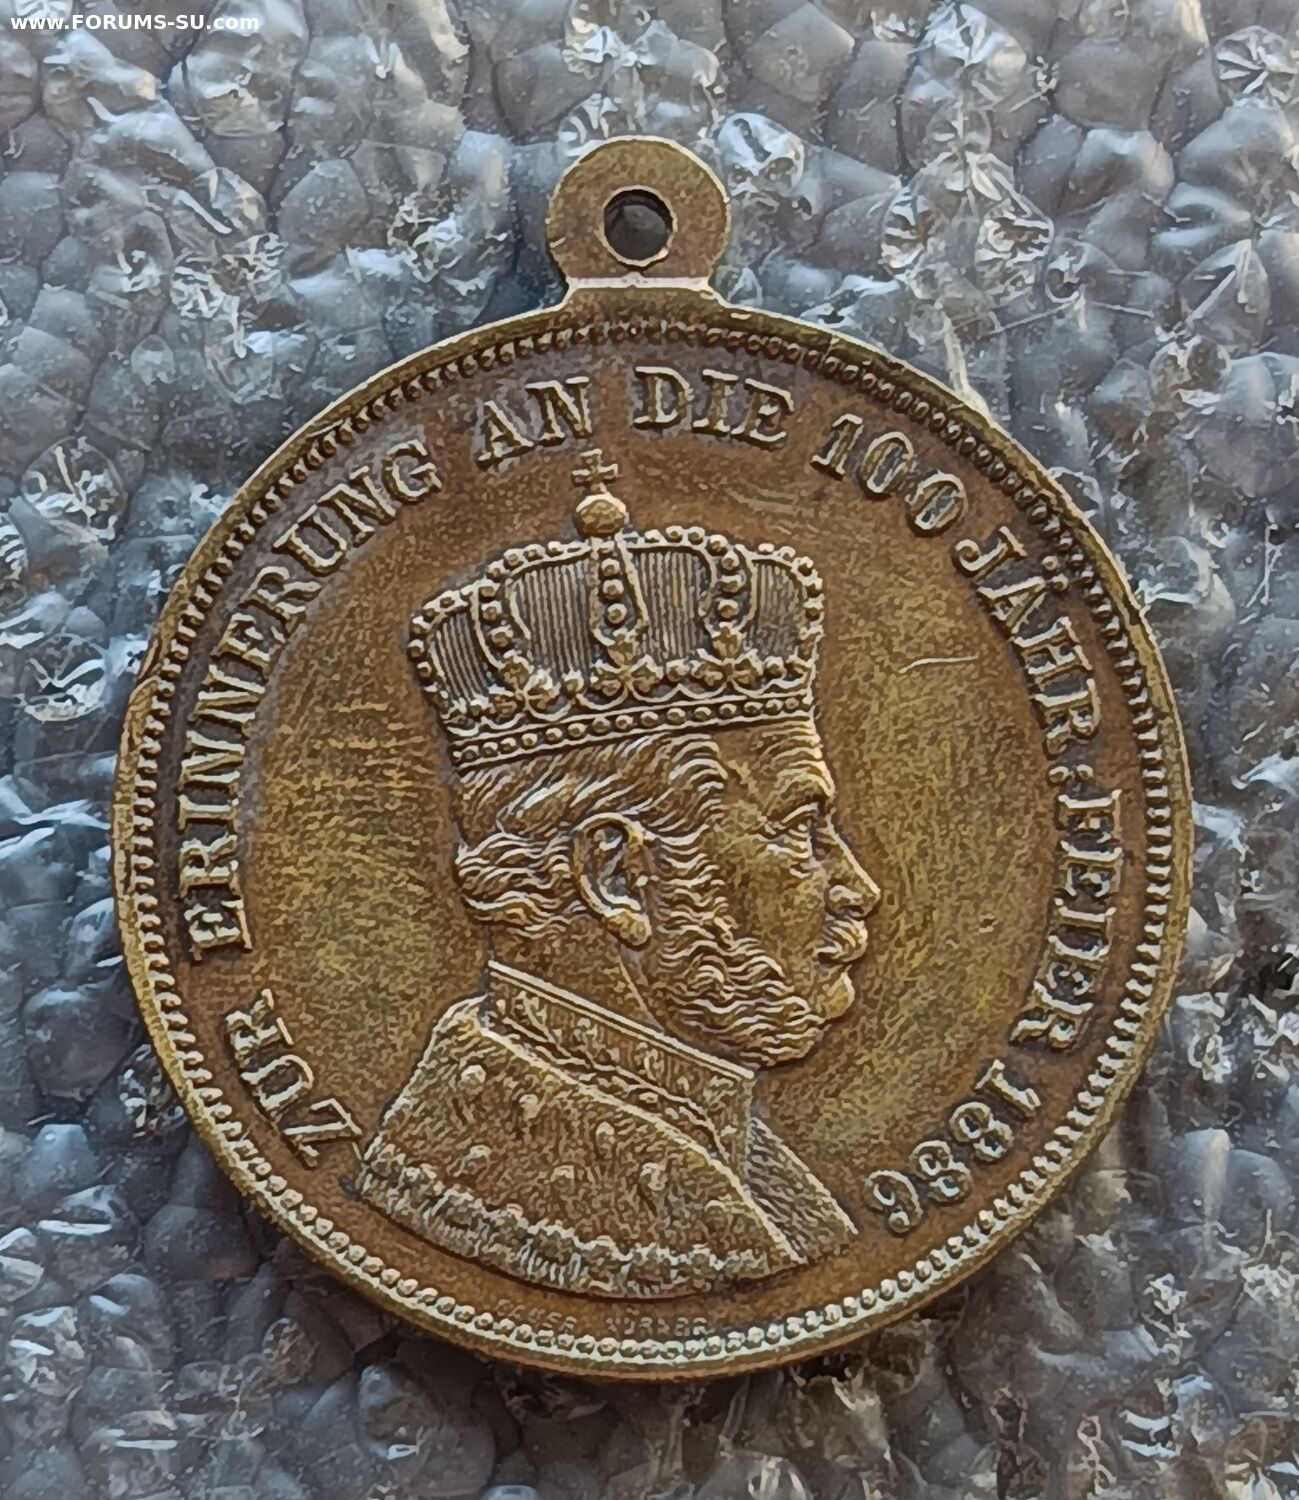 www.FORUMS-SU.com
ZUR ERINNERUNG AN DIE 100 JÄHR: FEIER 1886